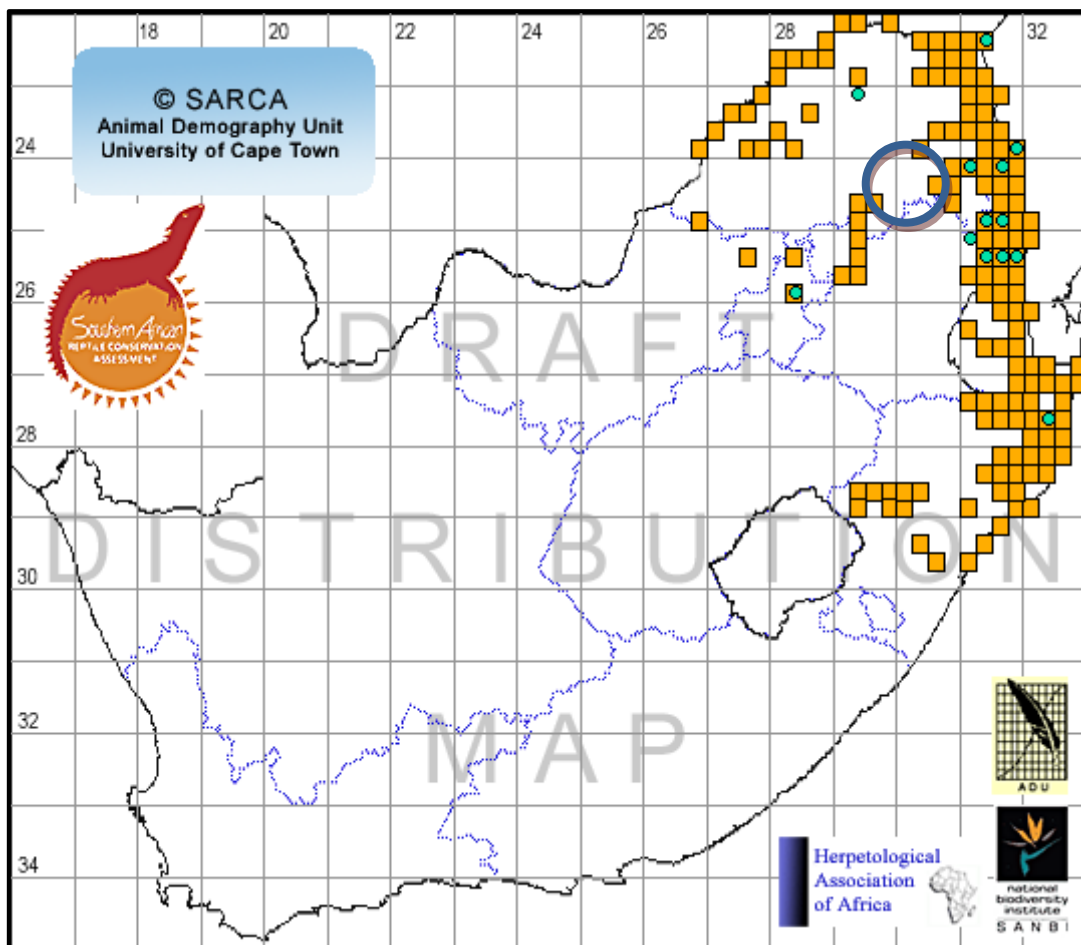 18 20 22 24 26 28 32
© SARCA
Animal Demography Unit
University of Cape Town
24
Southern African
REPTILE CONSERVATION
ASSESSMENT
26
DRAFT
28
DISTRIBUTION
30
32
MAP
ADU
34
Herpetological
Association
of Africa
national
biodiversity
institute
SANBI